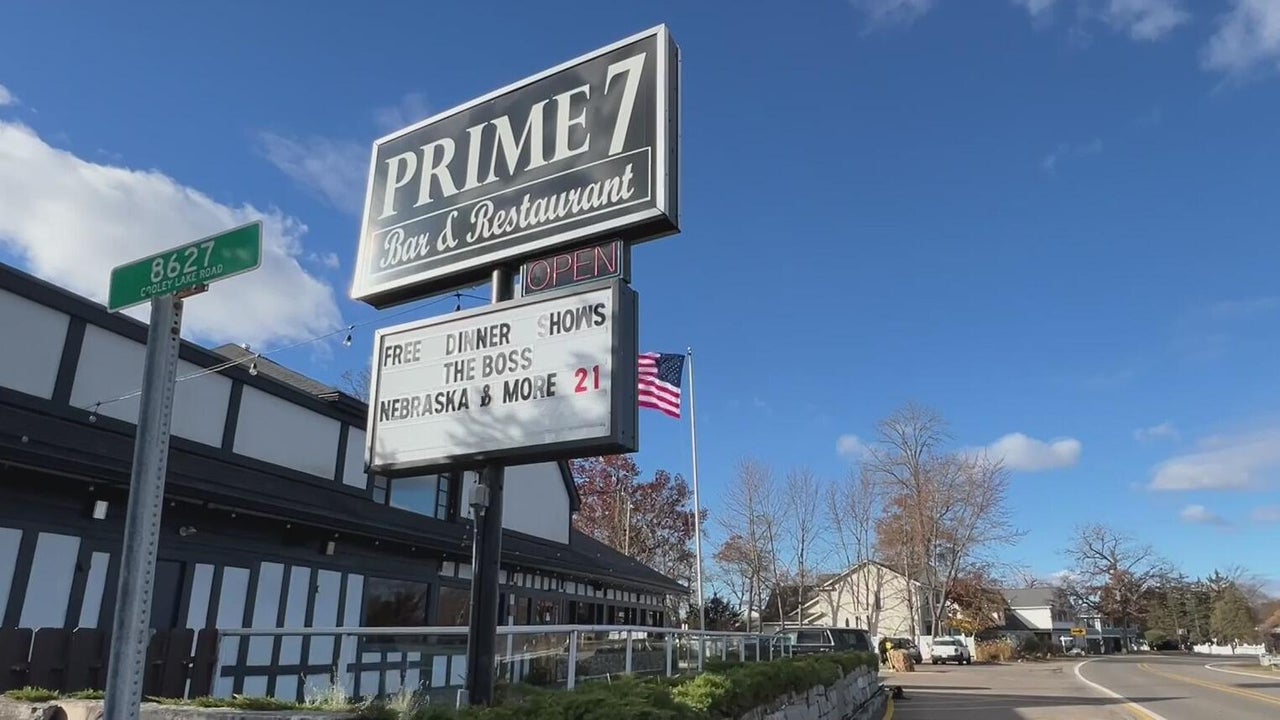 PRIME 7
Bar & Restaurant
OPEN
FREE DINNER SHOWS
THE BOSS
NEBRASKA & MORE 21
8627
COOLEY LAKE ROAD